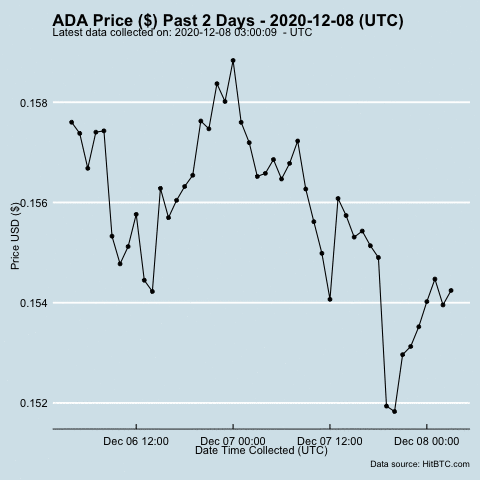 ADA Price ($) Past 2 Days - 2020-12-08 (UTC)
Latest data collected on: 2020-12-08 03:00:09  - UTC
0.158
0.156
0.154
0.152
Price USD ($)
Dec 06 12:00 Dec 07 00:00 Dec 07 12:00 Dec 08 00:00
Date Time Collected (UTC)
Data source: HitBTC.com